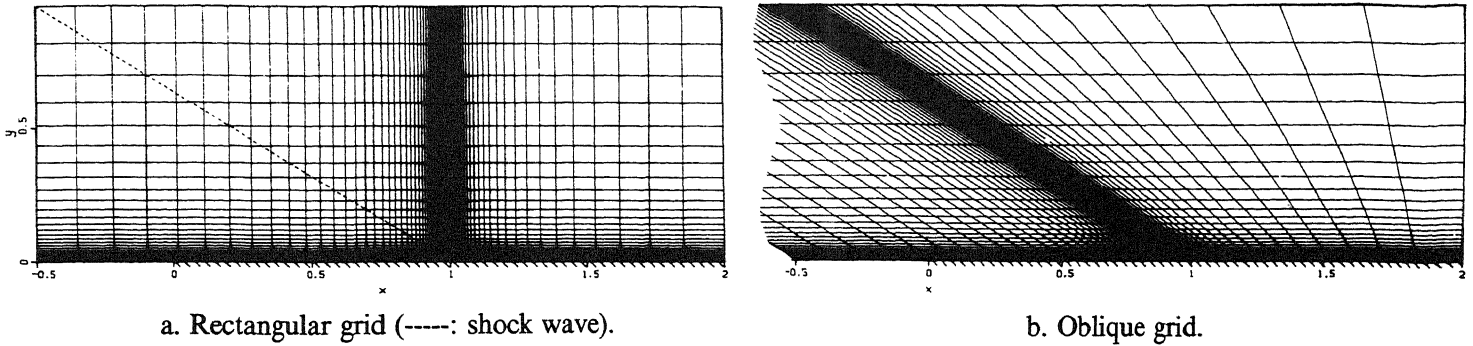 y
0.5
0
-0.5 0 0.5 1 1.5 2
x
-0.5 0 0.5 1 1.5 2
x
a. Rectangular grid (-----: shock wave).
b. Oblique grid.